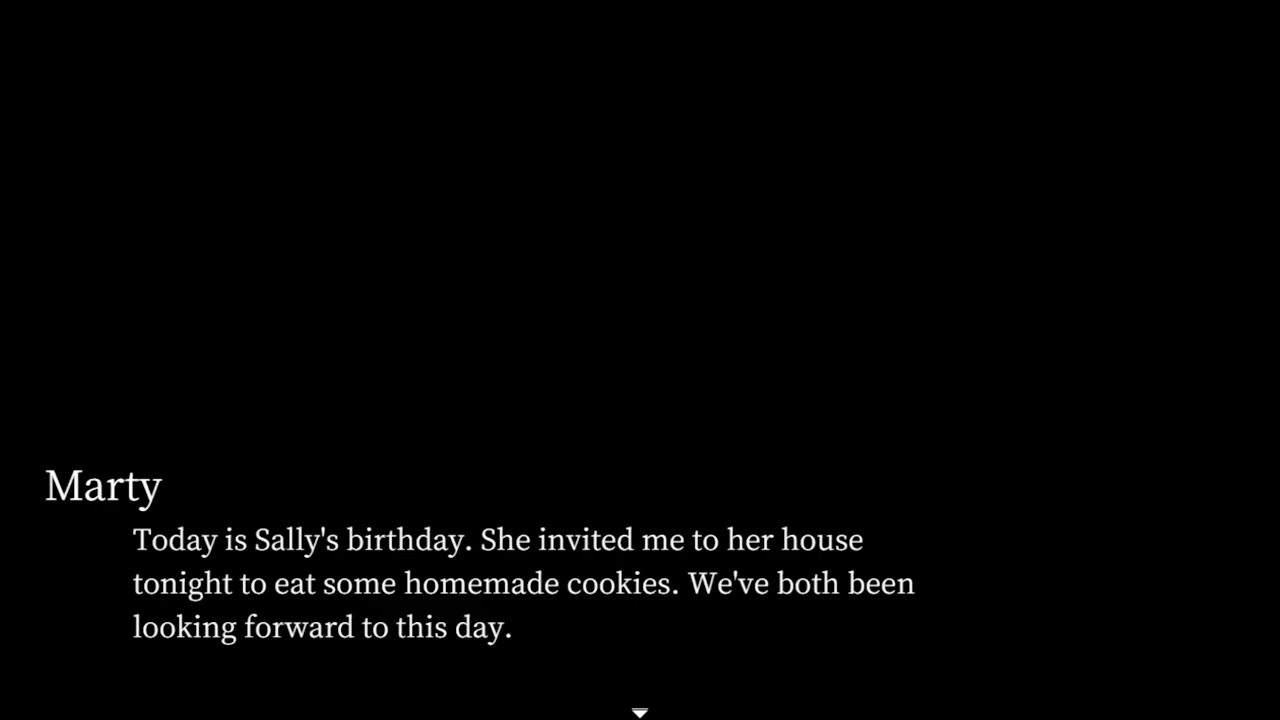 Marty
Today is Sally's birthday. She invited me to her house
tonight to eat some homemade cookies. We've both been
looking forward to this day.